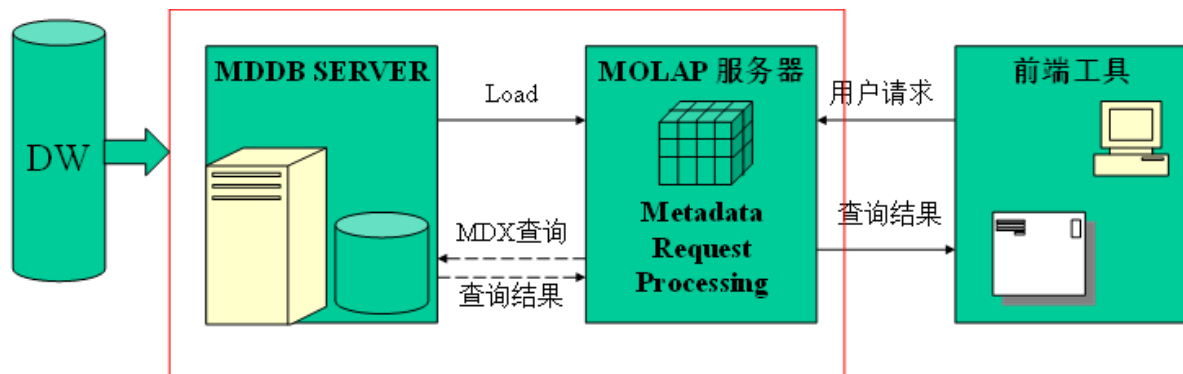 DW
MDDB SERVER
Load
MDX查询
查询结果
MOLAP 服务器
Metadata
Request
Processing
用户请求
查询结果
前端工具